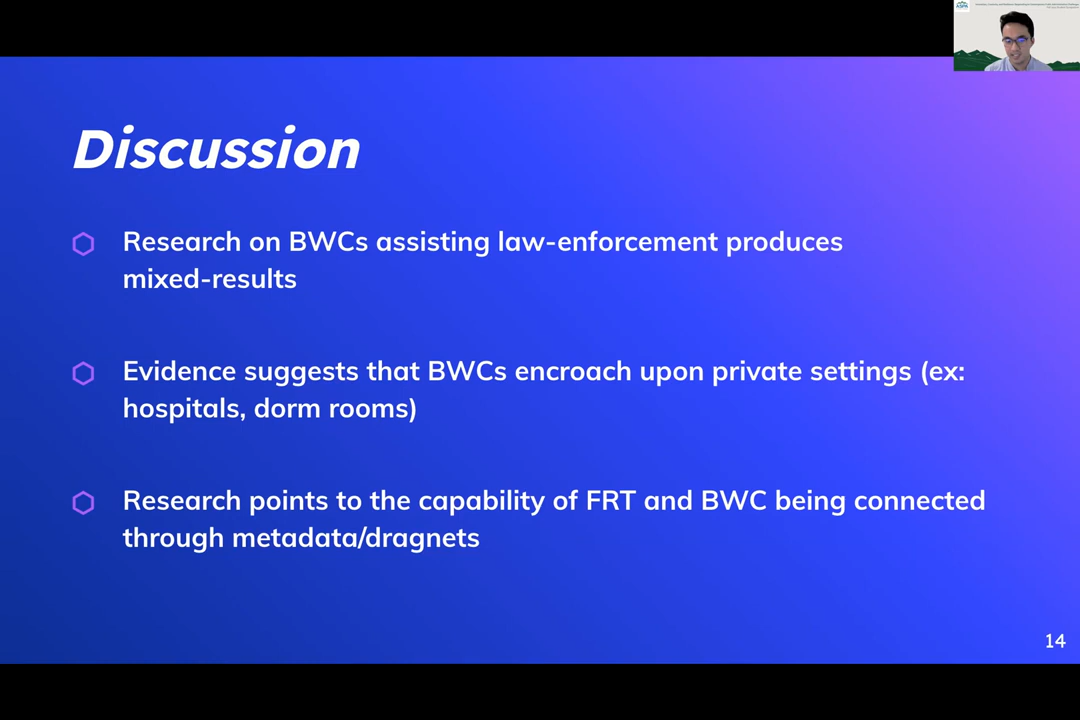 ASPA
Discussion
Research on BWCs assisting law-enforcement produces
mixed-results
Evidence suggests that BWCs encroach upon private settings (ex:
hospitals, dorm rooms)
Research points to the capability of FRT and BWC being connected
through metadata/dragnets
14